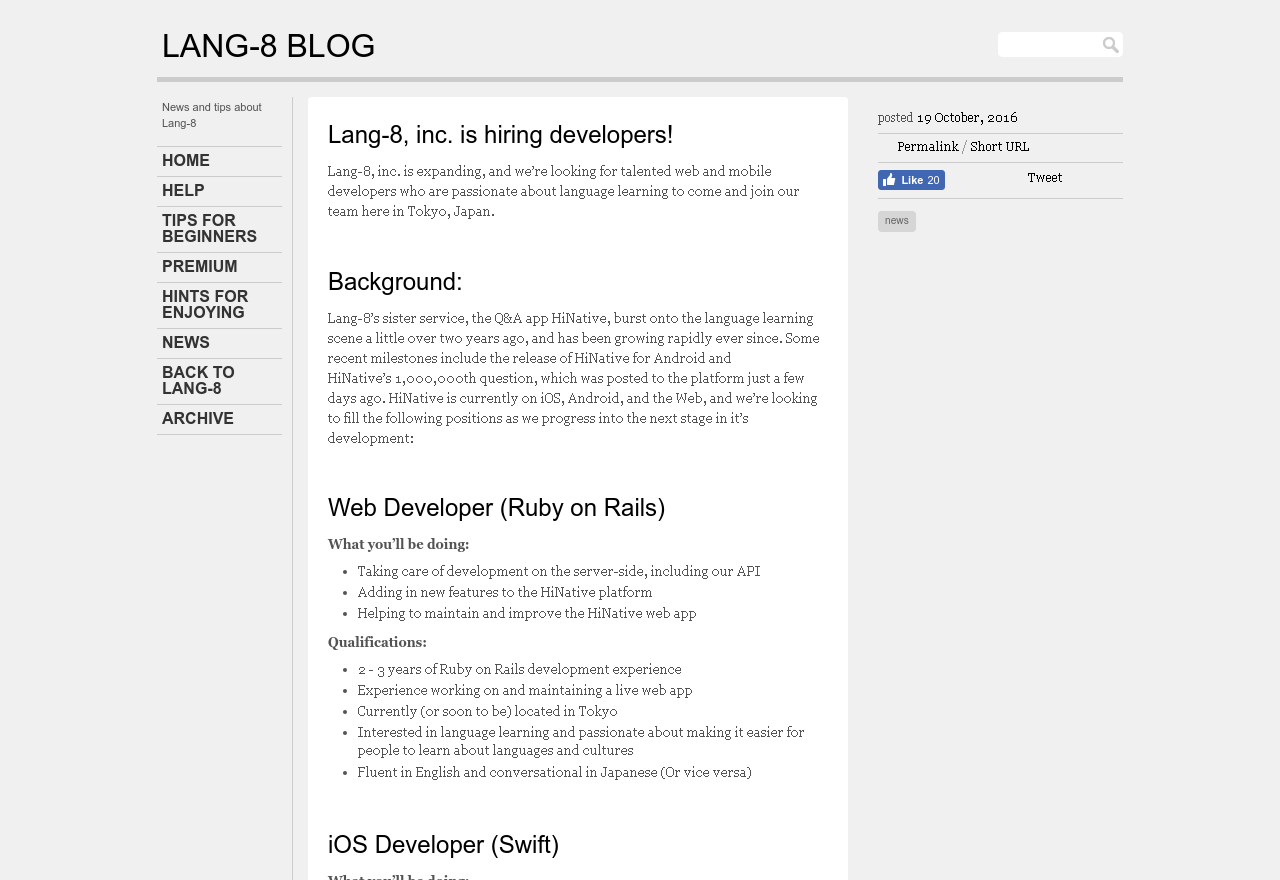 LANG-8 BLOG
News and tips about
Lang-8
HOME
HELP
TIPS FOR
BEGINNERS
PREMIUM
HINTS FOR
ENJOYING
NEWS
BACK TO
LANG-8
ARCHIVE
Lang-8, inc. is hiring developers!
Lang-8, inc. is expanding, and we’re looking for talented web and mobile
developers who are passionate about language learning to come and join our
team here in Tokyo, Japan.
Background:
Lang-8’s sister service, the Q&A app HiNative, burst onto the language learning
scene a little over two years ago, and has been growing rapidly ever since. Some
recent milestones include the release of HiNative for Android and
HiNative’s 1,000,000th question, which was posted to the platform just a few
days ago. HiNative is currently on iOS, Android, and the Web, and we’re looking
to fill the following positions as we progress into the next stage in it’s
development:
Web Developer (Ruby on Rails)
What you’ll be doing:
• Taking care of development on the server-side, including our API
• Adding in new features to the HiNative platform
• Helping to maintain and improve the HiNative web app
Qualifications:
• 2 - 3 years of Ruby on Rails development experience
• Experience working on and maintaining a live web app
• Currently (or soon to be) located in Tokyo
• Interested in language learning and passionate about making it easier for
people to learn about languages and cultures
• Fluent in English and conversational in Japanese (Or vice versa)
iOS Developer (Swift)
What you’ll be doing:
posted 19 October, 2016
Permalink / Short URL
Like 20
Tweet
news